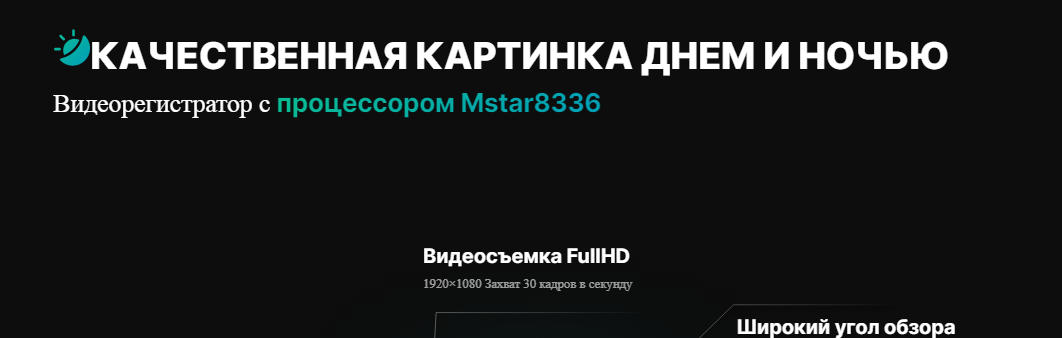 КАЧЕСТВЕННАЯ КАРТИНКА ДНЕМ И НОЧЬЮ
Видеорегистратор с процессором Mstar8336
Видеосъемка FullHD
1920×1080 Захват 30 кадров в секунду
Широкий угол обзора